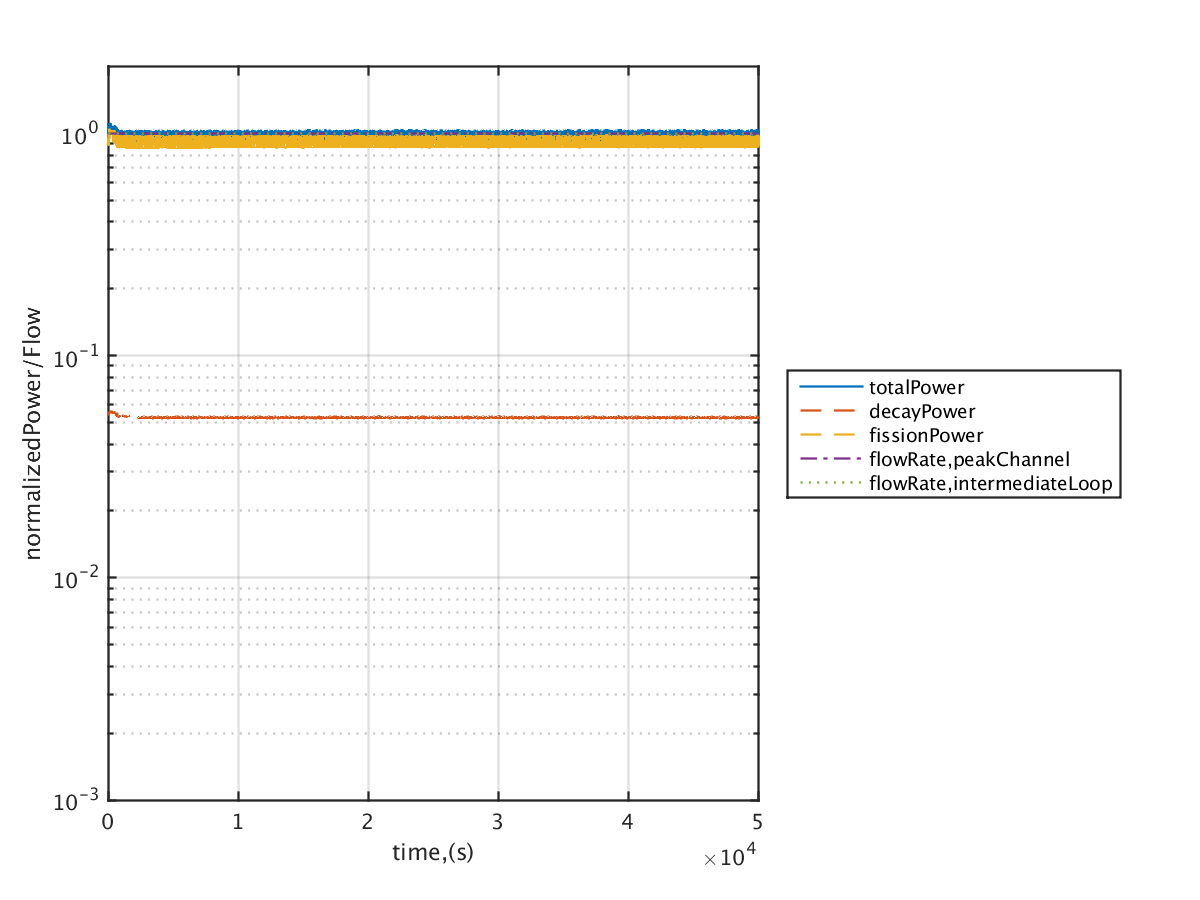 10^0
10^-1
10^-2
10^-3
normalizedPower/Flow
0 1 2 3 4 5
time,(s)
×10^4
totalPower
decayPower
fissionPower
flowRate,peakChannel
flowRate,intermediateLoop